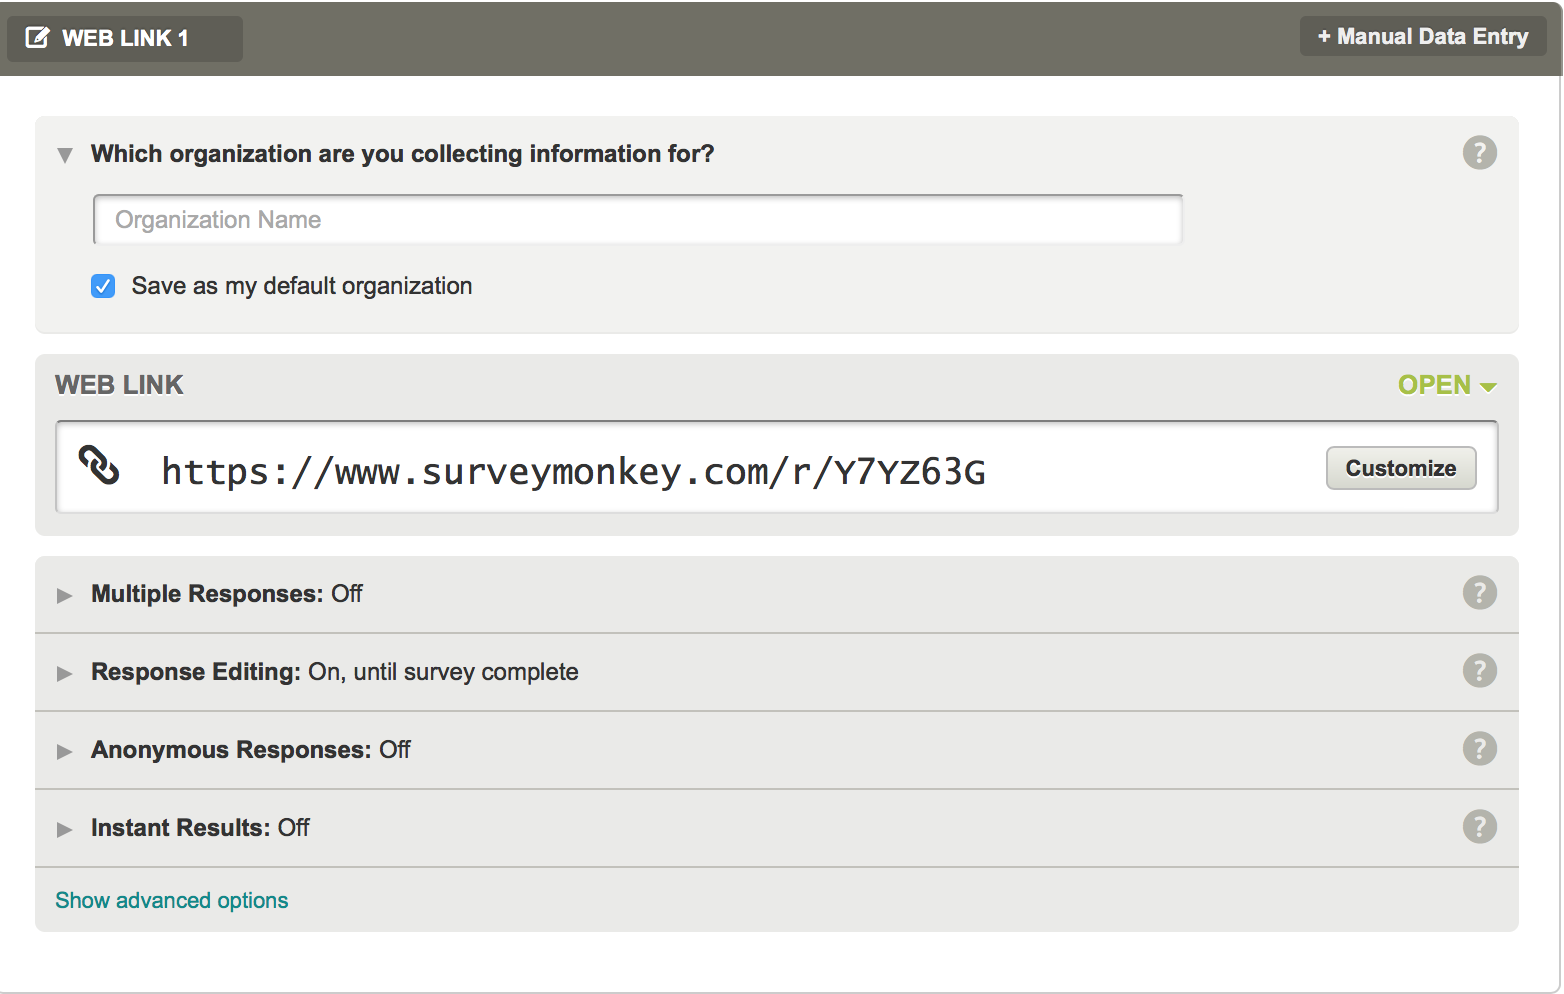 WEB LINK 1
+ Manual Data Entry
Which organization are you collecting information for?
?
Organization Name
Save as my default organization
WEB LINK
OPEN
https://www.surveymonkey.com/r/Y7YZ63G
Customize
Multiple Responses: Off
?
Response Editing: On, until survey complete
?
Anonymous Responses: Off
?
Instant Results: Off
?
Show advanced options